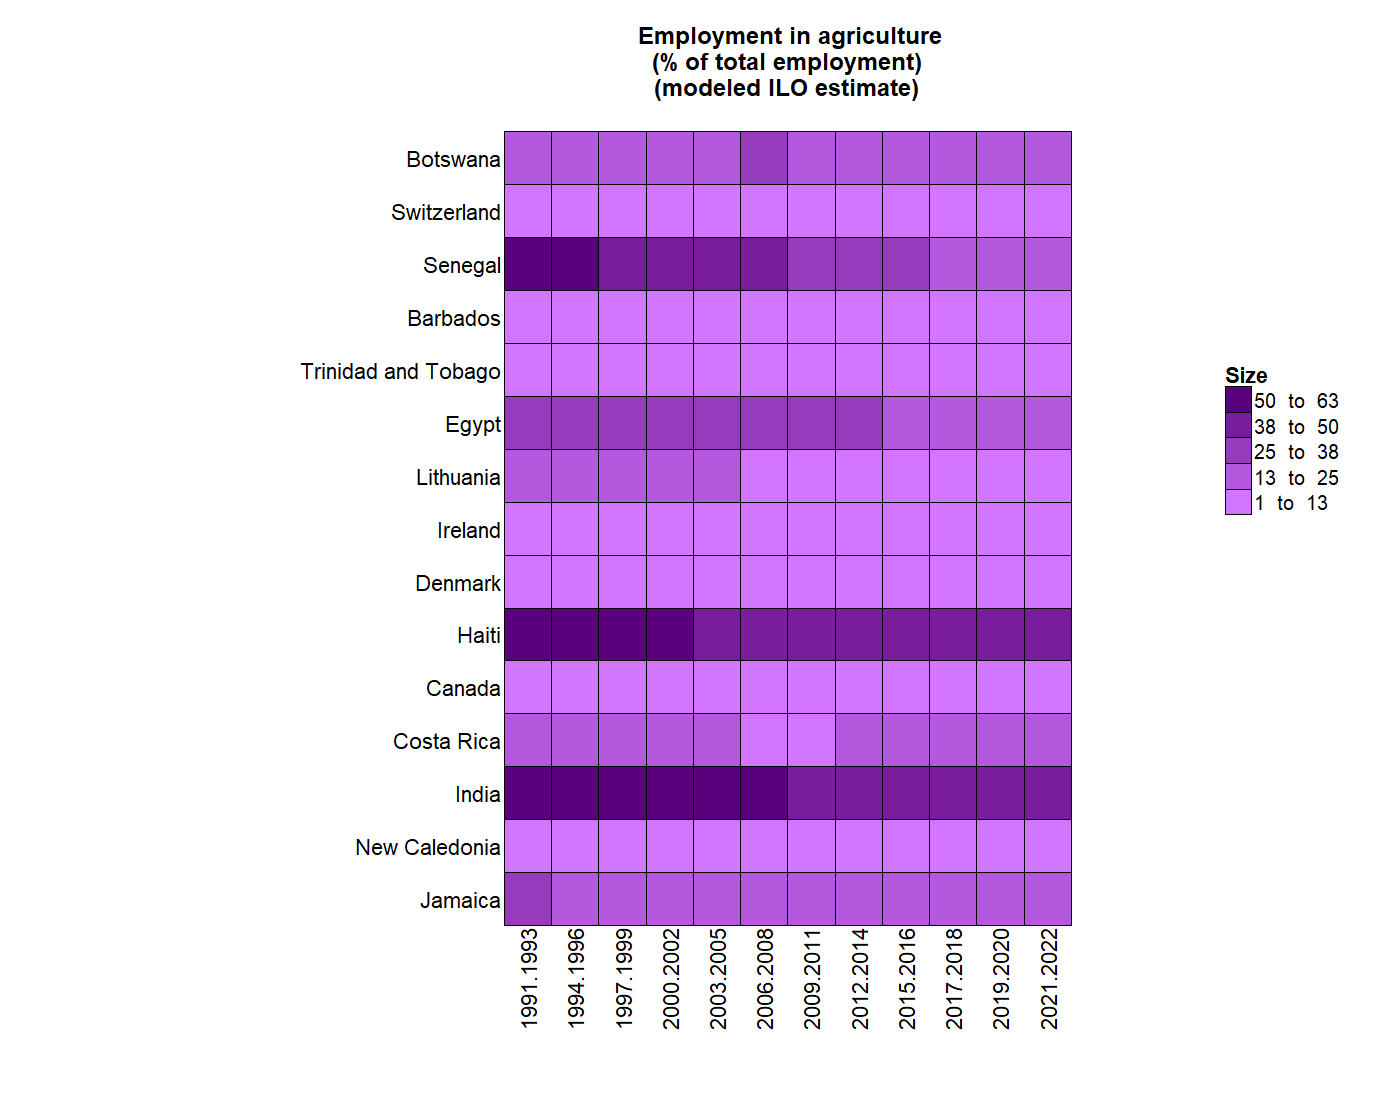 Employment in agriculture
(% of total employment)
(modeled ILO estimate)
Botswana
Switzerland
Senegal
Barbados
Trinidad and Tobago
Egypt
Lithuania
Ireland
Denmark
Haiti
Canada
Costa Rica
India
New Caledonia
Jamaica
1991.1993
1994.1996
1997.1999
2000.2002
2003.2005
2006.2008
2009.2011
2012.2014
2015.2016
2017.2018
2019.2020
2021.2022
Size
50 to 63
38 to 50
25 to 38
13 to 25
1 to 13